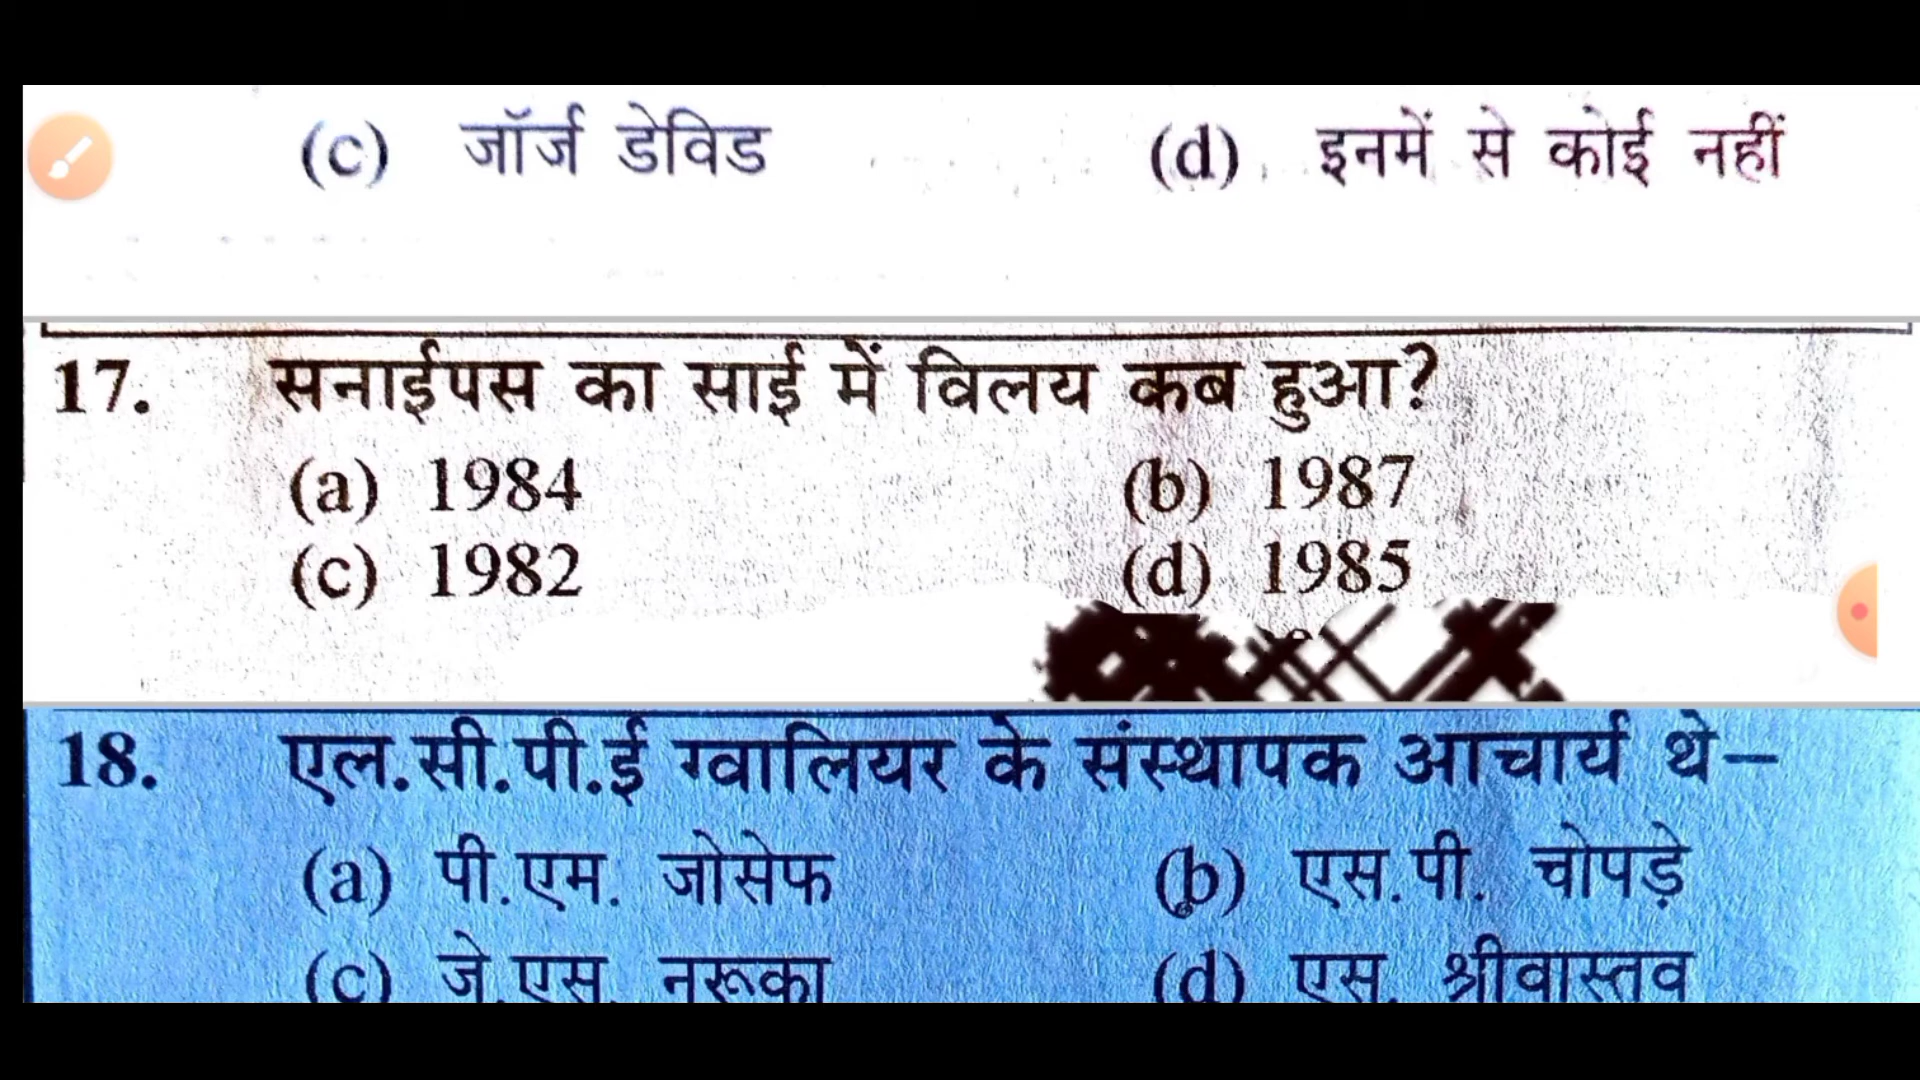 (c) जॉर्ज डेविड (d) इनमें से कोई नहीं
17. सनाईपस का साई में विलय कब हुआ?
(a) 1984 (b) 1987
(c) 1982 (d) 1985
18. एल.सी.पी.ई ग्वालियर के संस्थापक आचार्य थे–
(a) पी.एम. जोसेफ (b) एस.पी. चोपड़े
(c) जे.एस. नरूका (d) एस. श्रीवास्तव